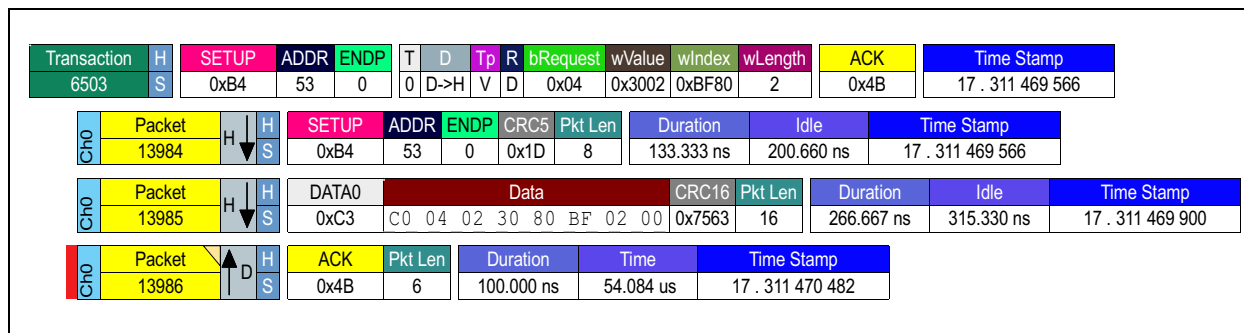 Transaction H SETUP ADDR ENDP T D Tp R bRequest wValue wIndex wLength ACK Time Stamp
6503 S 0xB4 53 0 0 D->H V D 0x04 0x3002 0xBF80 2 0x4B 17 . 311 469 566
Ch0 Packet H H SETUP ADDR ENDP CRC5 Pkt Len Duration Idle Time Stamp
13984 S 0xB4 53 0 0x1D 8 133.333 ns 200.660 ns 17 . 311 469 566
Ch0 Packet H H DATA0 Data CRC16 Pkt Len Duration Idle Time Stamp
13985 S 0xC3 C0 04 02 30 80 BF 02 00 0x7563 16 266.667 ns 315.330 ns 17 . 311 469 900
Ch0 Packet D H ACK Pkt Len Duration Time Time Stamp
13986 S 0x4B 6 100.000 ns 54.084 us 17 . 311 470 482